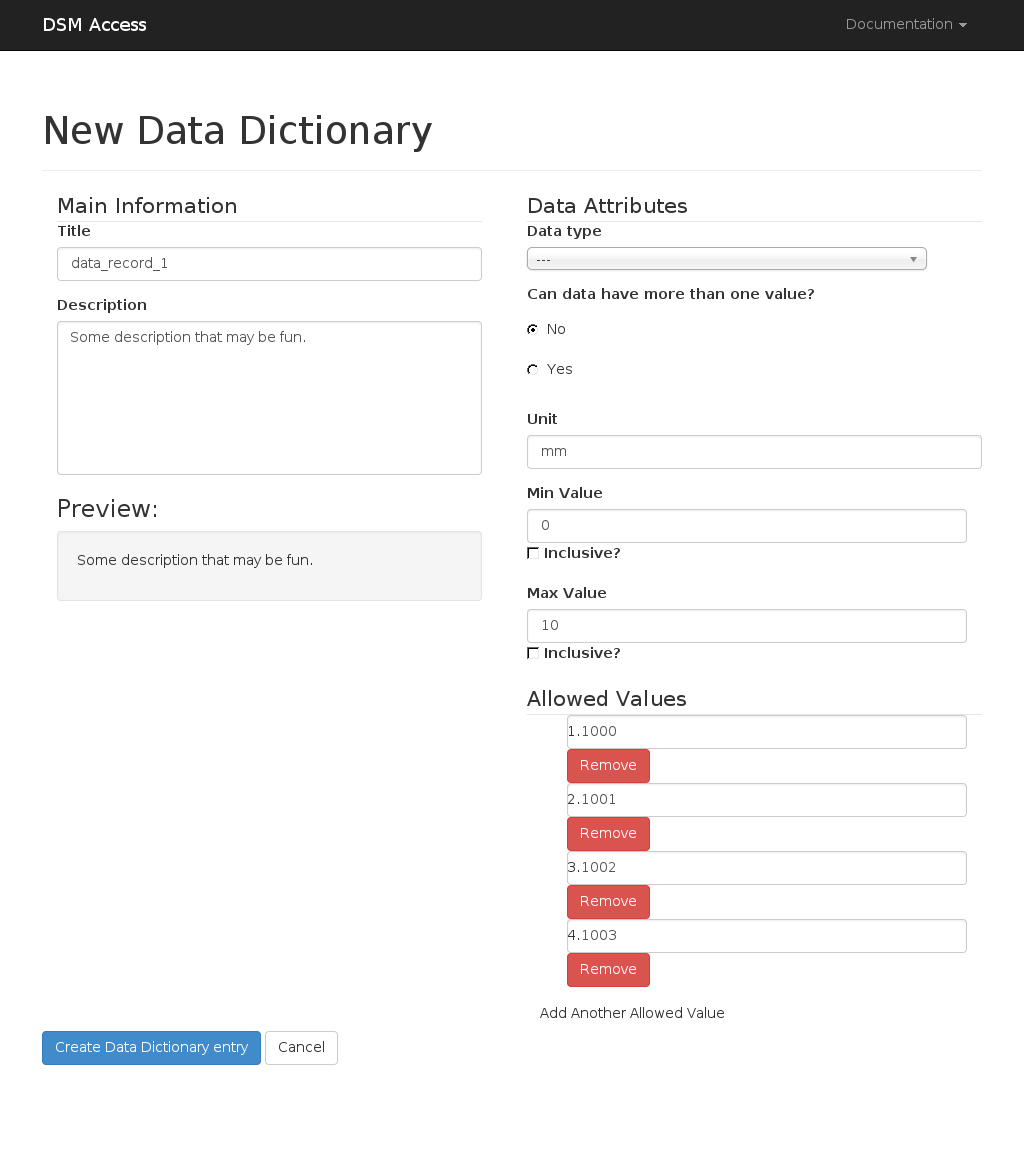 DSM Access
Documentation
New Data Dictionary
Main Information
Title
data_record_1
Description
Some description that may be fun.
Preview:
Some description that may be fun.
Data Attributes
Data type
---
Can data have more than one value?
No
Yes
Unit
mm
Min Value
0
Inclusive?
Max Value
10
Inclusive?
Allowed Values
1.1000
Remove
2.1001
Remove
3.1002
Remove
4.1003
Remove
Add Another Allowed Value
Create Data Dictionary entry
Cancel